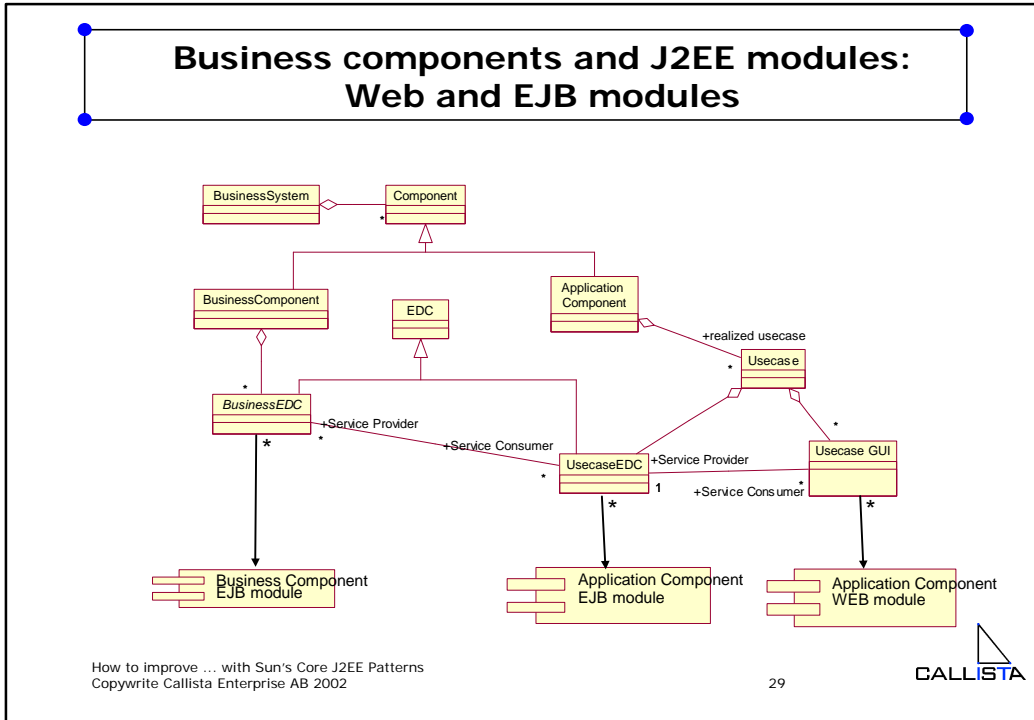 Business components and J2EE modules:
Web and EJB modules
BusinessSystem
Component
*
BusinessComponent
EDC
Application
Component
+realized usecase
*
Usecase
*
BusinessEDC
+Service Provider
*
*
+Service Consumer
*
UsecaseEDC
+Service Provider
1
*
*
Usecase GUI
+Service Consumer
*
*
Business Component
EJB module
Application Component
EJB module
Application Component
WEB module
How to improve ... with Sun's Core J2EE Patterns
Copywrite Callista Enterprise AB 2002
29
CALLISTA